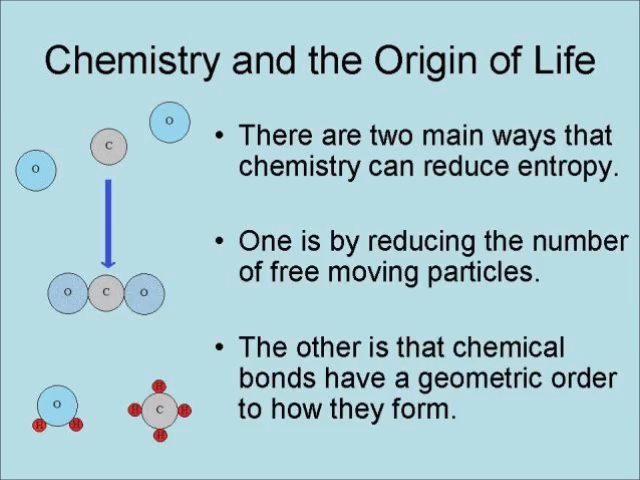 Chemistry and the Origin of Life
O
C
O
O C O
O
H H
H
H C H
H
• There are two main ways that
chemistry can reduce entropy.
• One is by reducing the number
of free moving particles.
• The other is that chemical
bonds have a geometric order
to how they form.